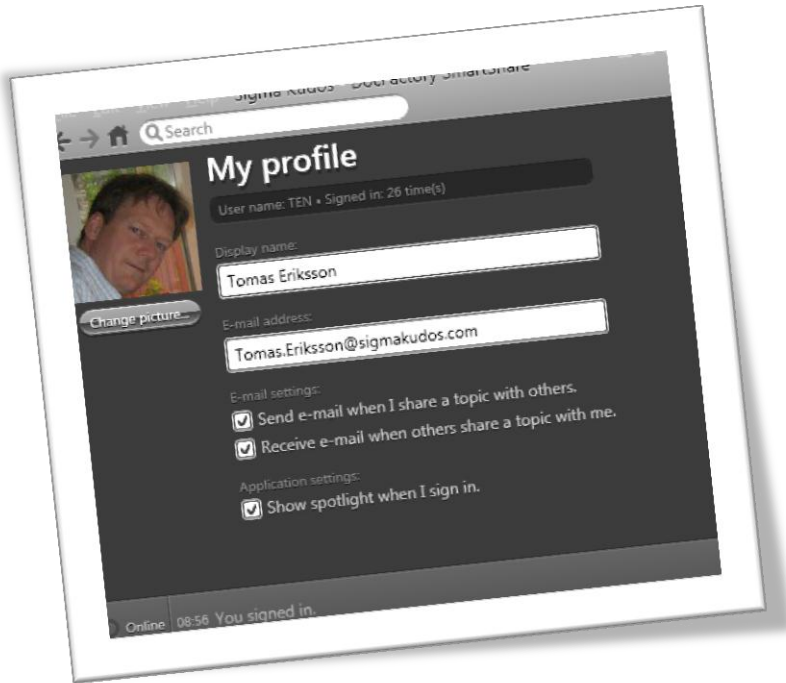 Sigma Kudos - DocFactory SmartShare
Search
My profile
User name: TEN • Signed in: 26 time(s)
Display name:
Tomas Eriksson
Change picture...
E-mail address:
Tomas.Eriksson@sigmakudos.com
E-mail settings:
Send e-mail when I share a topic with others.
Receive e-mail when others share a topic with me.
Application settings:
Show spotlight when I sign in.
Online 08:56 You signed in.